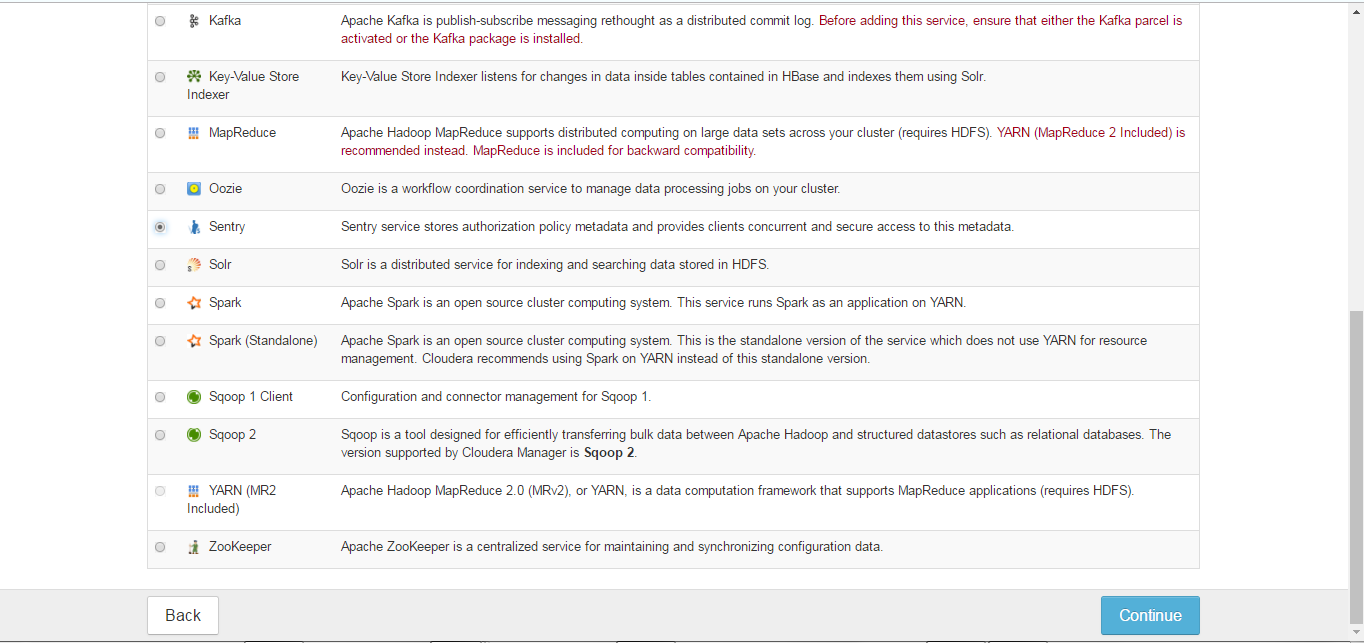 Kafka
Apache Kafka is publish-subscribe messaging rethought as a distributed commit log. Before adding this service, ensure that either the Kafka parcel is
activated or the Kafka package is installed.
Key-Value Store
Indexer
Key-Value Store Indexer listens for changes in data inside tables contained in HBase and indexes them using Solr.
MapReduce
Apache Hadoop MapReduce supports distributed computing on large data sets across your cluster (requires HDFS). YARN (MapReduce 2 Included) is
recommended instead. MapReduce is included for backward compatibility.
Oozie
Oozie is a workflow coordination service to manage data processing jobs on your cluster.
Sentry
Sentry service stores authorization policy metadata and provides clients concurrent and secure access to this metadata.
Solr
Solr is a distributed service for indexing and searching data stored in HDFS.
Spark
Apache Spark is an open source cluster computing system. This service runs Spark as an application on YARN.
Spark (Standalone)
Apache Spark is an open source cluster computing system. This is the standalone version of the service which does not use YARN for resource
management. Cloudera recommends using Spark on YARN instead of this standalone version.
Sqoop 1 Client
Configuration and connector management for Sqoop 1.
Sqoop 2
Sqoop is a tool designed for efficiently transferring bulk data between Apache Hadoop and structured datastores such as relational databases. The
version supported by Cloudera Manager is Sqoop 2.
YARN (MR2
Included)
Apache Hadoop MapReduce 2.0 (MRv2), or YARN, is a data computation framework that supports MapReduce applications (requires HDFS).
ZooKeeper
Apache ZooKeeper is a centralized service for maintaining and synchronizing configuration data.
Back
Continue